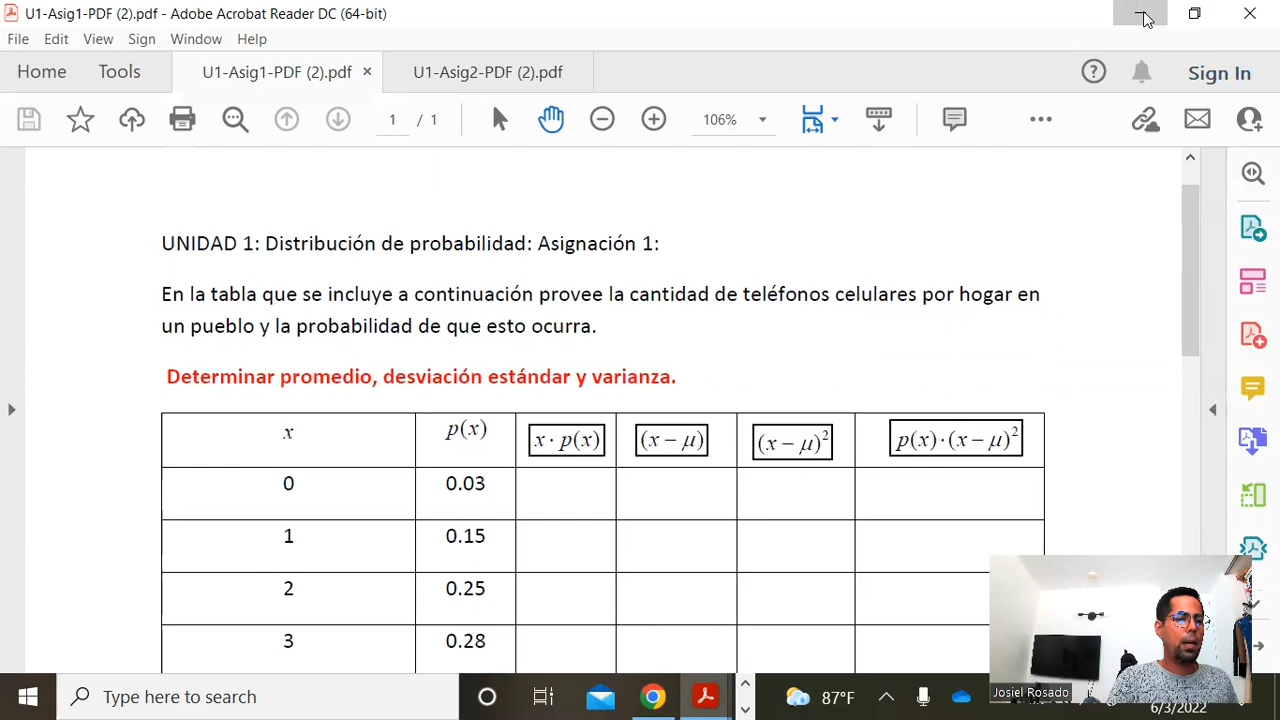 U1-Asig1-PDF (2).pdf - Adobe Acrobat Reader DC (64-bit)
File Edit View Sign Window Help
Home Tools U1-Asig1-PDF (2).pdf × U1-Asig2-PDF (2).pdf Sign In
1 / 1 106%
UNIDAD 1: Distribución de probabilidad: Asignación 1:
En la tabla que se incluye a continuación provee la cantidad de teléfonos celulares por hogar en
un pueblo y la probabilidad de que esto ocurra.
Determinar promedio, desviación estándar y varianza.
x p(x) x · p(x) (x − μ) (x − μ)² p(x) · (x − μ)²
0 0.03
1 0.15
2 0.25
3 0.28
Josiel Rosado
Type here to search 87°F 6/3/2022